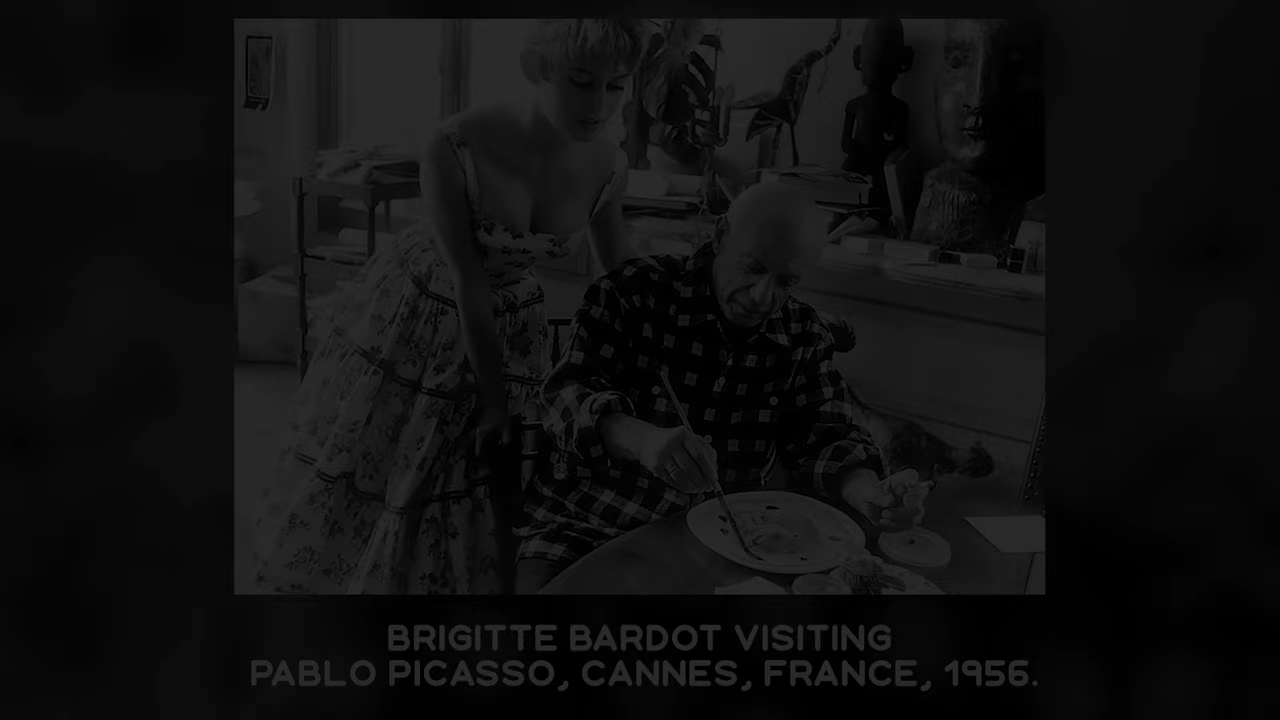 BRIGITTE BARDOT VISITING
PABLO PICASSO, CANNES, FRANCE, 1956.